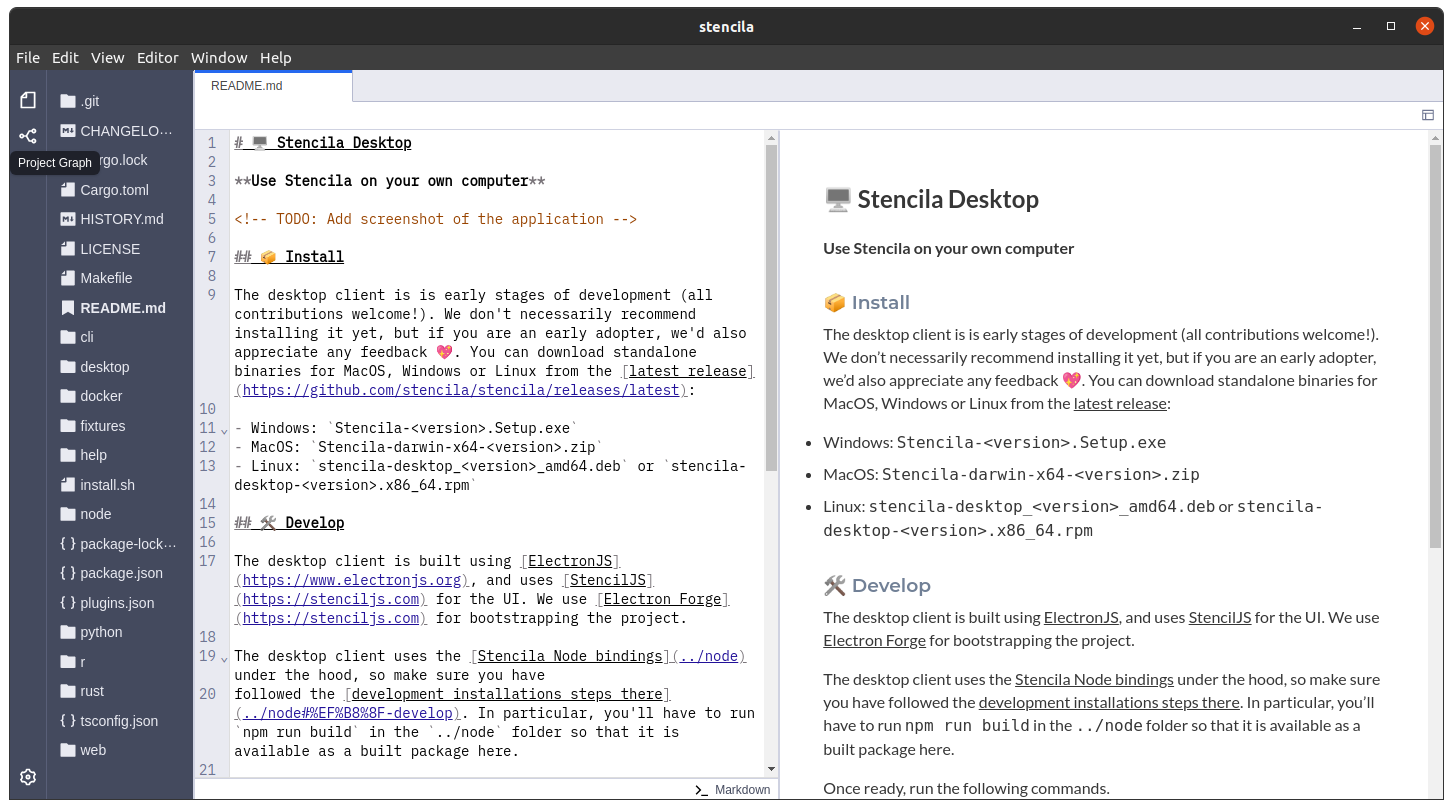 stencila
File Edit View Editor Window Help
README.md
.git
CHANGELO…
rgo.lock
Project Graph
Cargo.toml
HISTORY.md
LICENSE
Makefile
README.md
cli
desktop
docker
fixtures
help
install.sh
node
package-lock…
package.json
plugins.json
python
r
rust
tsconfig.json
web
1 # 🖥️ Stencila Desktop
2
3 **Use Stencila on your own computer**
4
5 <!-- TODO: Add screenshot of the application -->
6
7 ## 📦 Install
8
9 The desktop client is is early stages of development (all
contributions welcome!). We don't necessarily recommend
installing it yet, but if you are an early adopter, we'd also
appreciate any feedback 💖. You can download standalone
binaries for MacOS, Windows or Linux from the [latest release]
(https://github.com/stencila/stencila/releases/latest):
10
11 - Windows: `Stencila-<version>.Setup.exe`
12 - MacOS: `Stencila-darwin-x64-<version>.zip`
13 - Linux: `stencila-desktop_<version>_amd64.deb` or `stencila-
desktop-<version>.x86_64.rpm`
14
15 ## 🛠️ Develop
16
17 The desktop client is built using [ElectronJS]
(https://www.electronjs.org), and uses [StencilJS]
(https://stenciljs.com) for the UI. We use [Electron Forge]
(https://stenciljs.com) for bootstrapping the project.
18
19 The desktop client uses the [Stencila Node bindings](../node)
under the hood, so make sure you have
20 followed the [development installations steps there]
(../node#%EF%B8%8F-develop). In particular, you'll have to run
`npm run build` in the `../node` folder so that it is
available as a built package here.
21
Markdown
🖥️ Stencila Desktop
Use Stencila on your own computer
📦 Install
The desktop client is is early stages of development (all contributions welcome!).
We don’t necessarily recommend installing it yet, but if you are an early adopter,
we’d also appreciate any feedback 💖. You can download standalone binaries for
MacOS, Windows or Linux from the latest release:
• Windows: Stencila-<version>.Setup.exe
• MacOS: Stencila-darwin-x64-<version>.zip
• Linux: stencila-desktop_<version>_amd64.deb or stencila-
desktop-<version>.x86_64.rpm
🛠️ Develop
The desktop client is built using ElectronJS, and uses StencilJS for the UI. We use
Electron Forge for bootstrapping the project.
The desktop client uses the Stencila Node bindings under the hood, so make sure
you have followed the development installations steps there. In particular, you’ll
have to run npm run build in the ../node folder so that it is available as a
built package here.
Once ready, run the following commands.